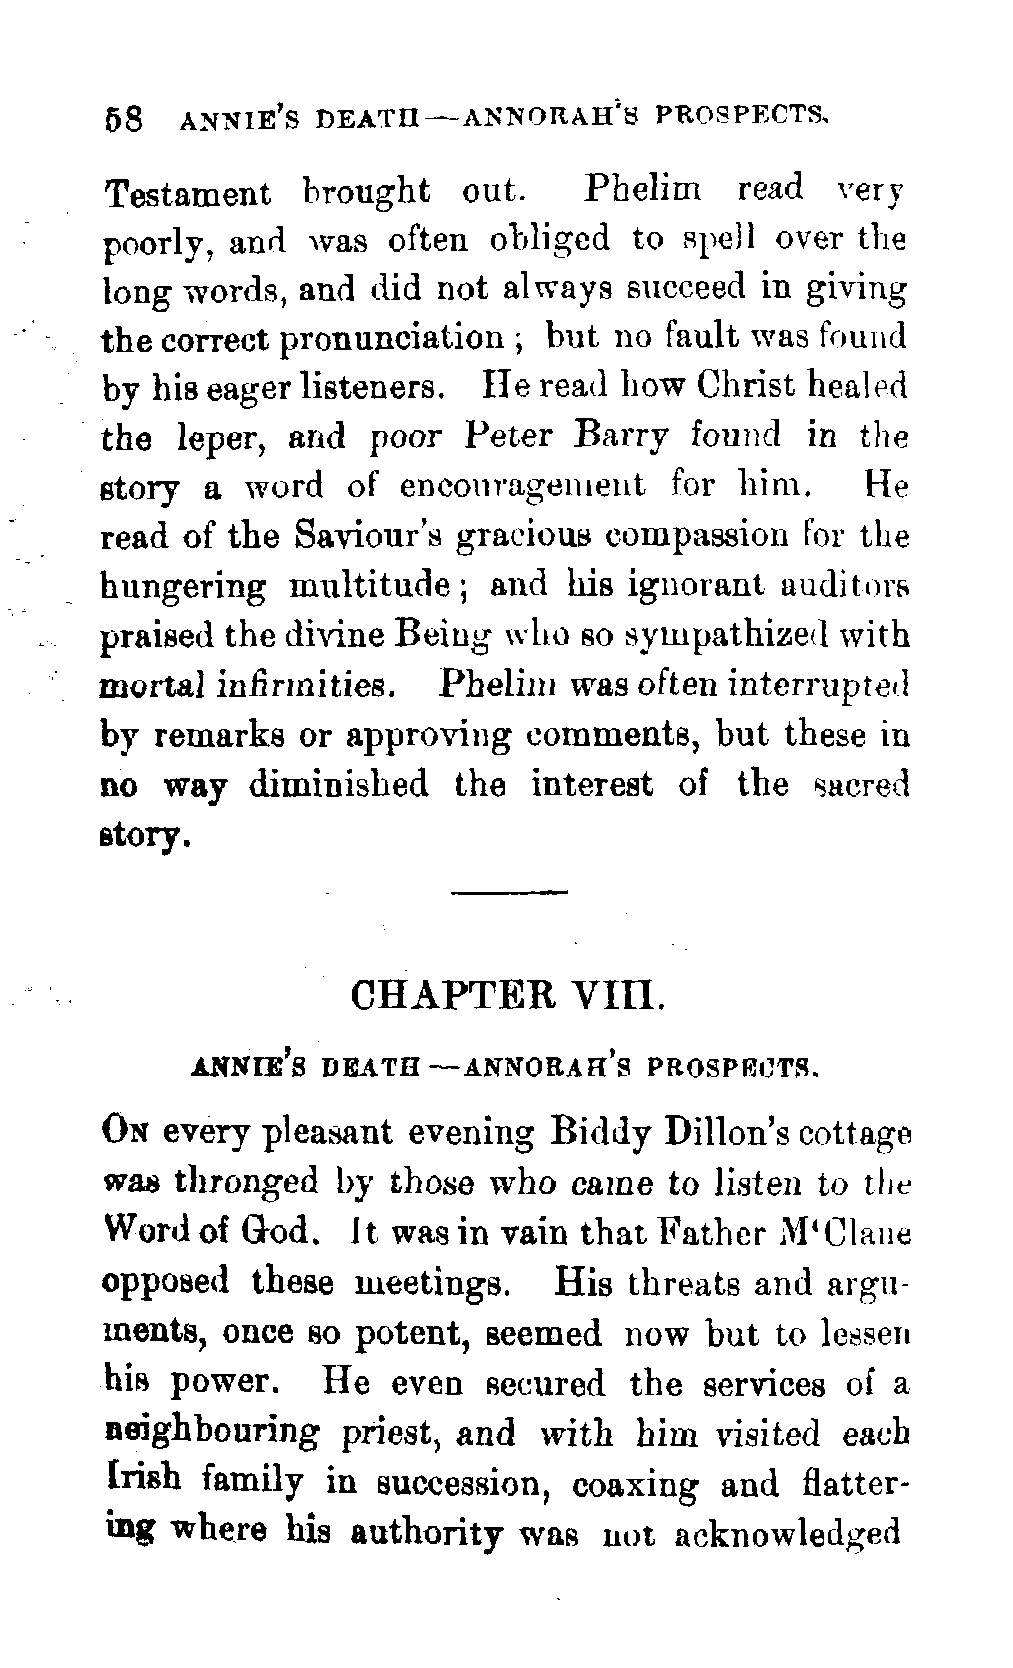 58 ANNIE'S DEATH—ANNORAH'S PROSPECTS.
Testament brought out. Phelim read very
poorly, and was often obliged to spell over the
long words, and did not always succeed in giving
the correct pronunciation ; but no fault was found
by his eager listeners. He read how Christ healed
the leper, and poor Peter Barry found in the
story a word of encouragement for him. He
read of the Saviour's gracious compassion for the
hungering multitude ; and his ignorant auditors
praised the divine Being who so sympathized with
mortal infirmities. Phelim was often interrupted
by remarks or approving comments, but these in
no way diminished the interest of the sacred
story.
CHAPTER VIII.
ANNIE'S DEATH—ANNORAH'S PROSPECTS.
ON every pleasant evening Biddy Dillon's cottage
was thronged by those who came to listen to the
Word of God. It was in vain that Father M‘Clane
opposed these meetings. His threats and argu-
ments, once so potent, seemed now but to lessen
his power. He even secured the services of a
neighbouring priest, and with him visited each
Irish family in succession, coaxing and flatter-
ing where his authority was not acknowledged